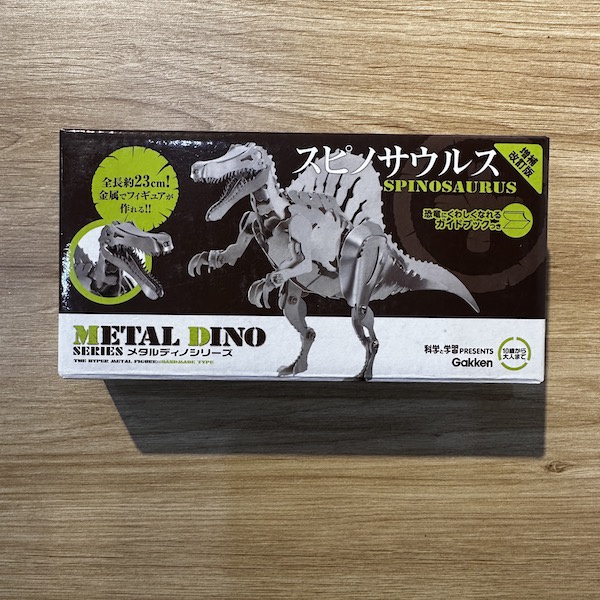 全長約23cm!
金属でフィギュアが
作れる!!
スピノサウルス
SPINOSAURUS
増補
改訂版
恐竜にくわしくなれる
ガイドブックつき
METAL DINO
SERIES メタルディノシリーズ
THE HYPER METAL FIGURE:HANDMADE TYPE
科学と学習 PRESENTS
Gakken
10歳から
大人まで